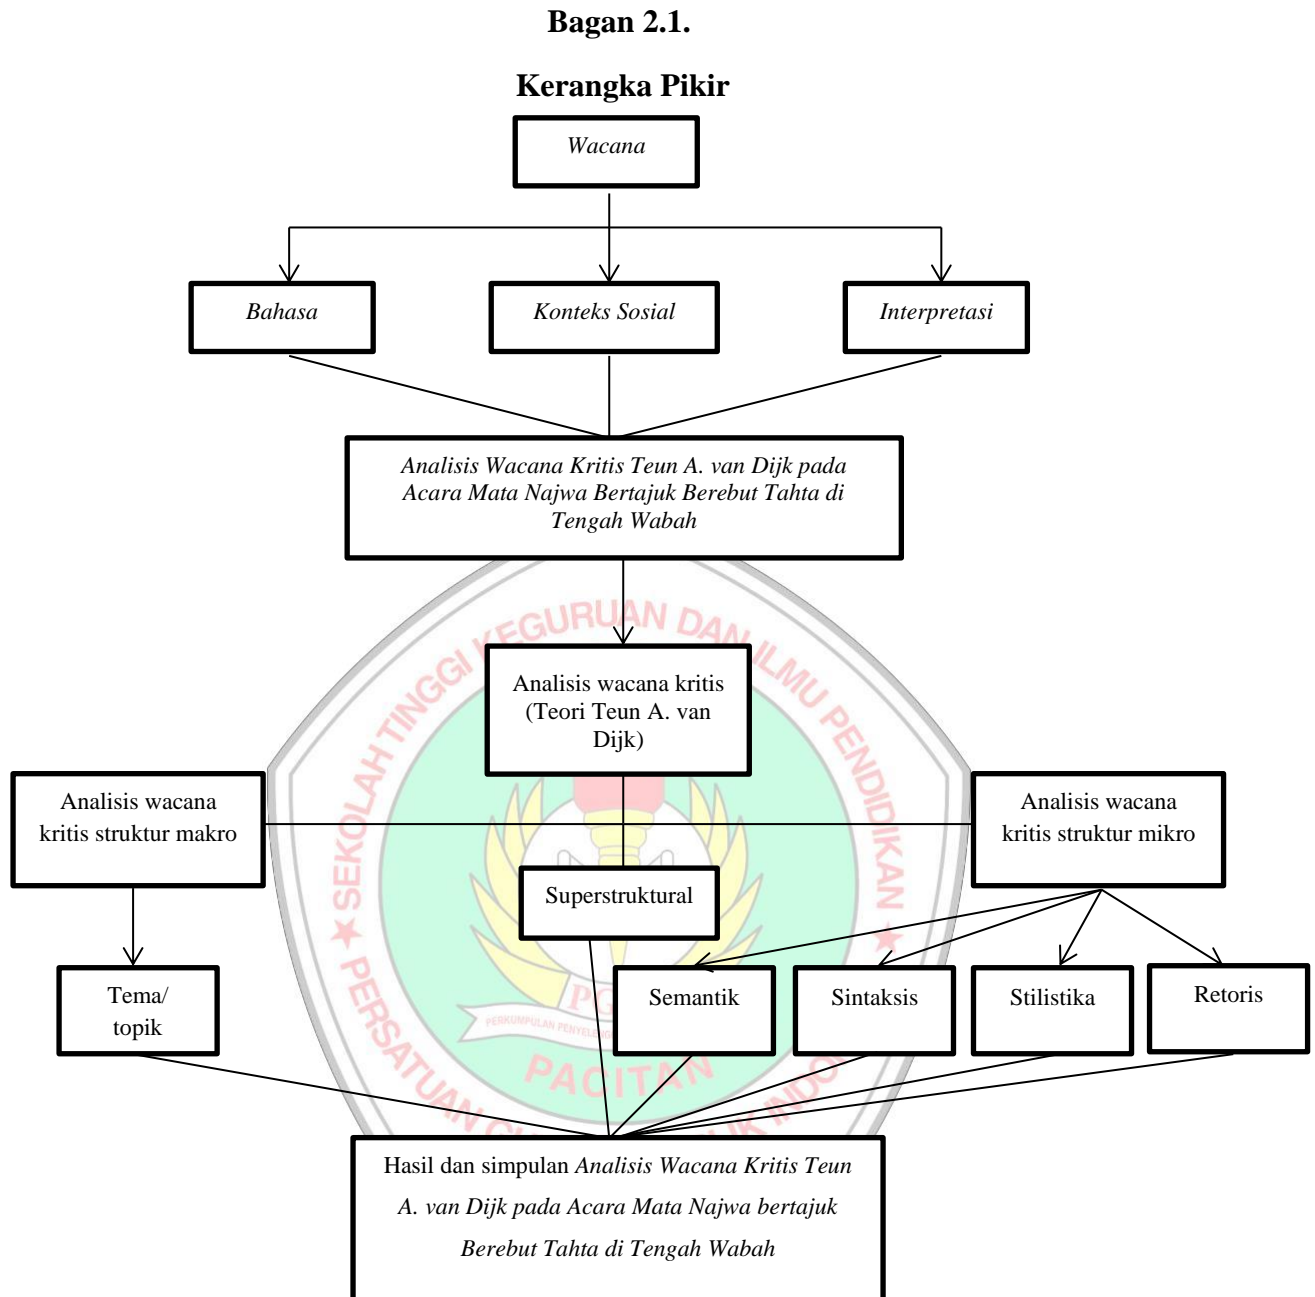 Bagan 2.1.
Kerangka Pikir
Wacana
Bahasa
Konteks Sosial
Interpretasi
Analisis Wacana Kritis Teun A. van Dijk pada
Acara Mata Najwa Bertajuk Berebut Tahta di
Tengah Wabah
Analisis wacana kritis
(Teori Teun A. van
Dijk)
Analisis wacana
kritis struktur makro
Analisis wacana
kritis struktur mikro
Superstruktural
Tema/
topik
Semantik
Sintaksis
Stilistika
Retoris
Hasil dan simpulan Analisis Wacana Kritis Teun
A. van Dijk pada Acara Mata Najwa bertajuk
Berebut Tahta di Tengah Wabah
SEKOLAH TINGGI KEGURUAN DAN ILMU PENDIDIKAN
PERSATUAN
PERKUMPULAN
PACITAN